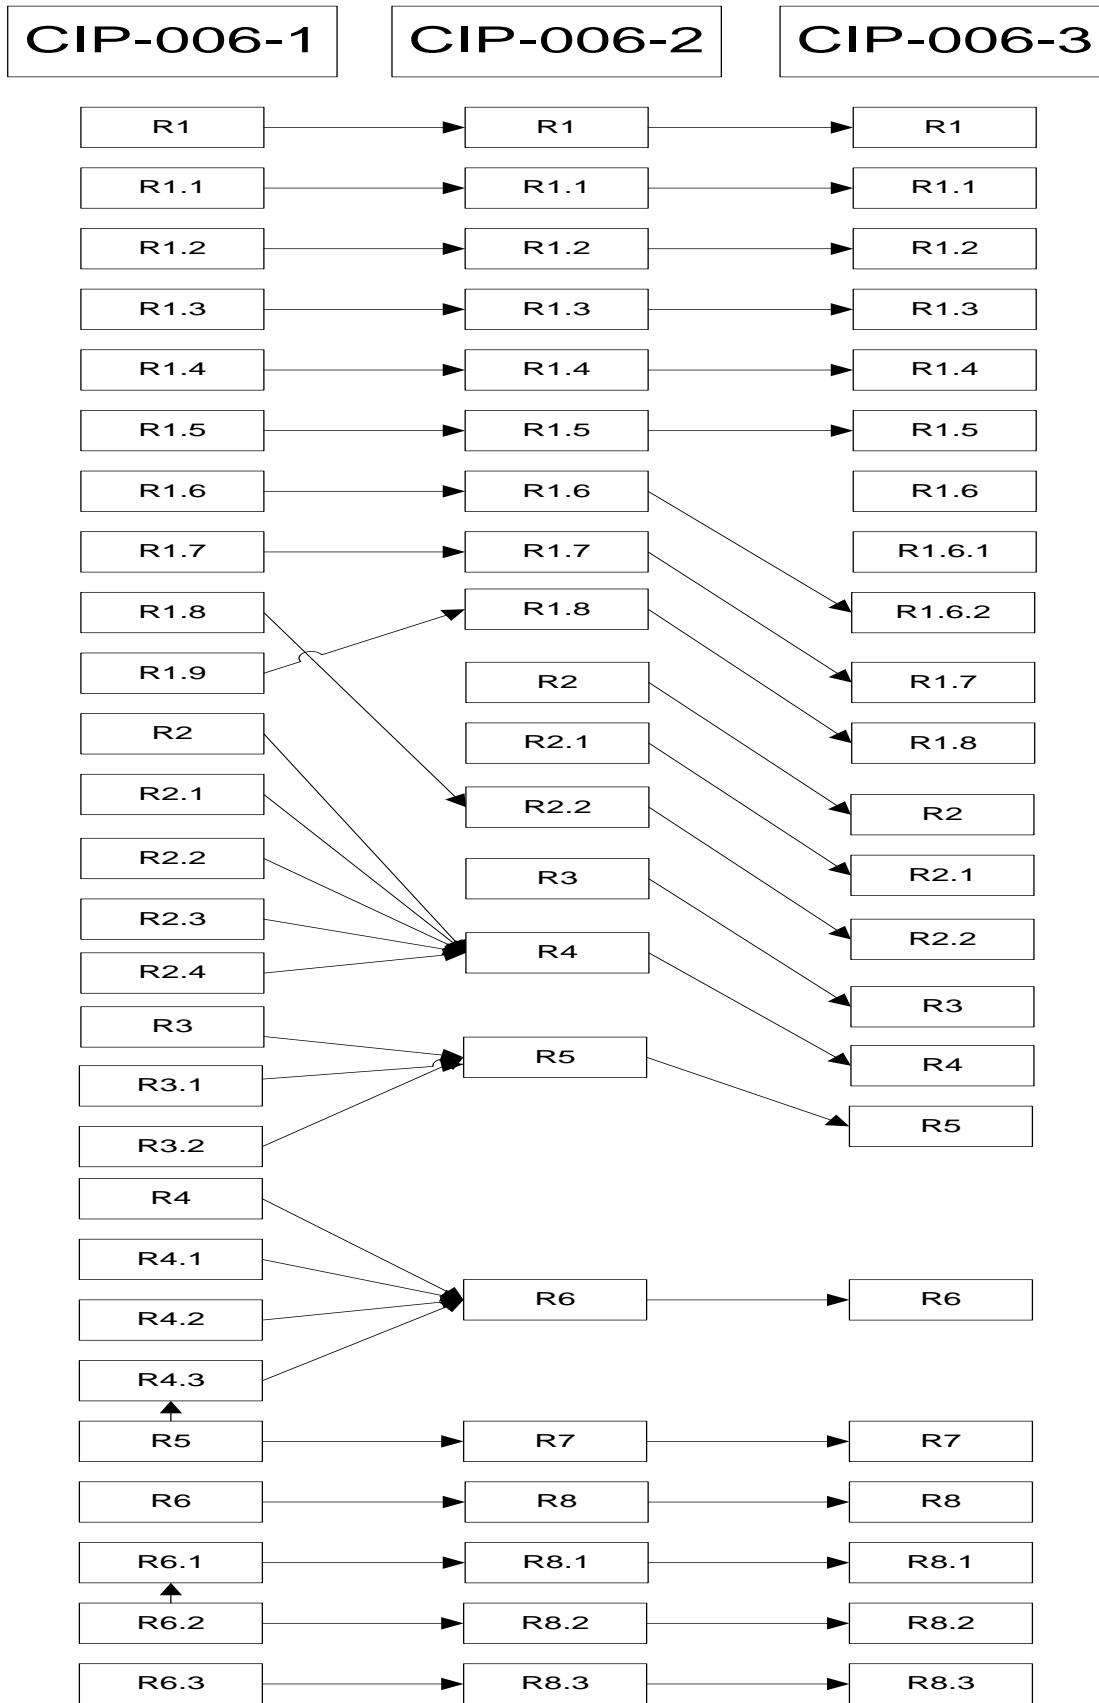 CIP-006-1 CIP-006-2 CIP-006-3
R1 R1 R1
R1.1 R1.1 R1.1
R1.2 R1.2 R1.2
R1.3 R1.3 R1.3
R1.4 R1.4 R1.4
R1.5 R1.5 R1.5
R1.6 R1.6 R1.6
R1.7 R1.7 R1.6.1
R1.8 R1.8 R1.6.2
R1.9 R2 R1.7
R2 R2.1 R1.8
R2.1 R2.2 R2
R2.2 R3 R2.1
R2.3 R4 R2.2
R2.4 R3
R3 R5 R4
R3.1 R5
R3.2
R4
R4.1
R4.2 R6 R6
R4.3
R5 R7 R7
R6 R8 R8
R6.1 R8.1 R8.1
R6.2 R8.2 R8.2
R6.3 R8.3 R8.3